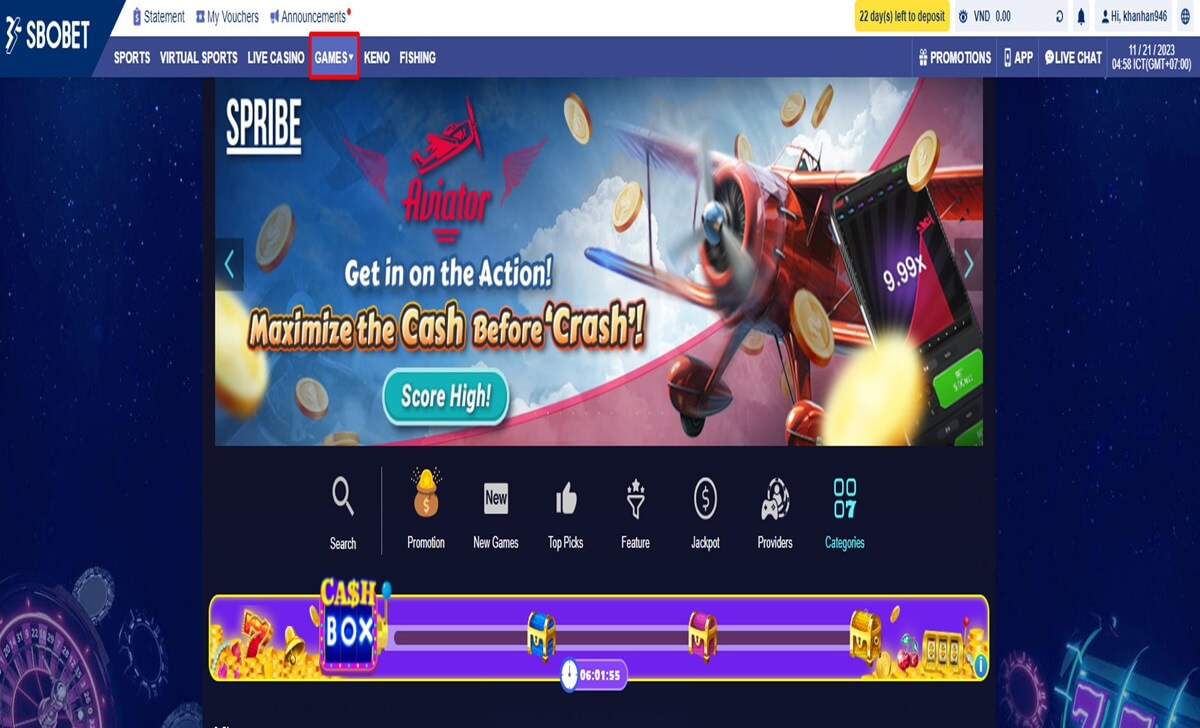 SBOBET
Statement My Vouchers Announcements
22 day(s) left to deposit VND 0.00 Hi, khanhan946
SPORTS VIRTUAL SPORTS LIVE CASINO GAMES▾ KENO FISHING
PROMOTIONS APP LIVE CHAT 11 / 21 / 2023
04:58 ICT(GMT+07:00)
SPRIBE
Aviator
Get in on the Action!
Maximize the Cash Before 'Crash'!
Score High!
9.99x
New
Search Promotion New Games Top Picks Feature Jackpot Providers Categories
CA$H
BOX
06:01:55